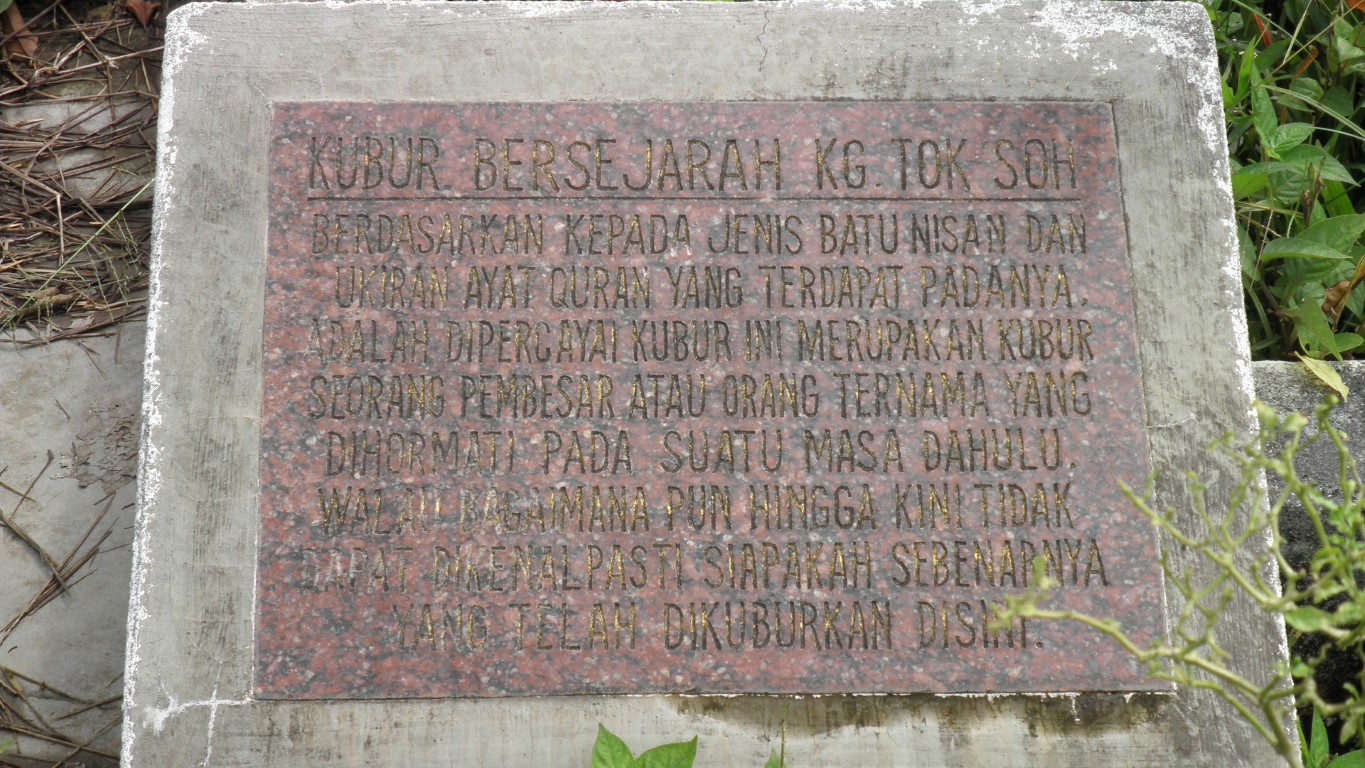 KUBUR BERSEJARAH KG. TOK SOH
BERDASARKAN KEPADA JENIS BATU NISAN DAN
UKIRAN AYAT QURAN YANG TERDAPAT PADANYA,
ADALAH DIPERCAYAI KUBUR INI MERUPAKAN KUBUR
SEORANG PEMBESAR ATAU ORANG TERNAMA YANG
DIHORMATI PADA SUATU MASA DAHULU.
WALAU BAGAIMANA PUN HINGGA KINI TIDAK
DAPAT DIKENALPASTI SIAPAKAH SEBENARNYA
YANG TELAH DIKUBURKAN DISINI.